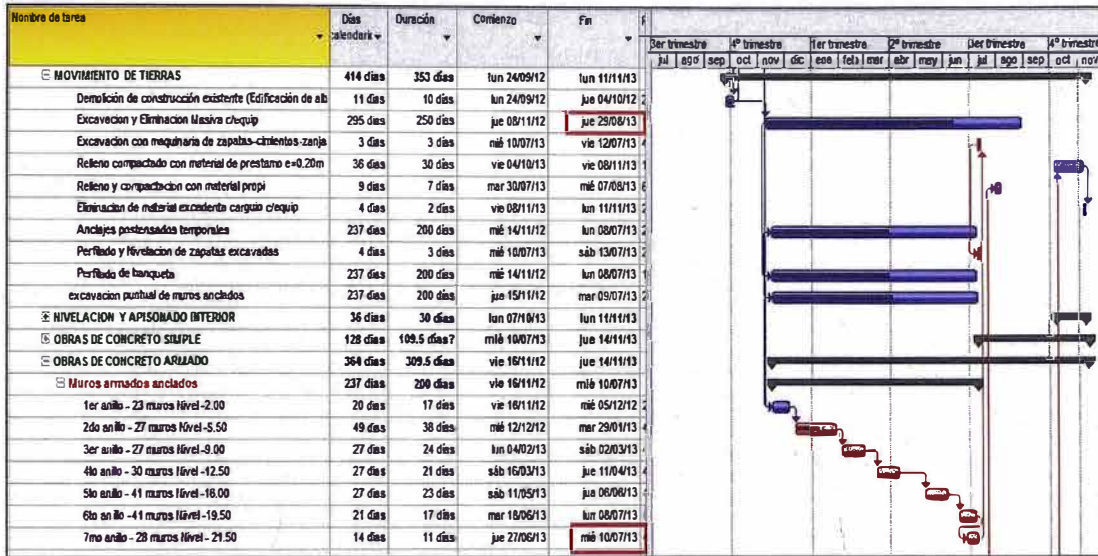 Nombre de tarea Días calendario Duración Comienzo Fin
3er trimestre 4º trimestre 1er trimestre 2º trimestre 3er trimestre 4º trimestre
jul ago sep oct nov dic ene feb mar abr may jun jul ago sep oct nov
MOVIMIENTO DE TIERRAS 414 días 353 días lun 24/09/12 lun 11/11/13
Demolición de construcción existente (Edificación de alb 11 días 10 días lun 24/09/12 jue 04/10/12 2
Excavacion y Eliminacion Masiva c/equip 295 días 250 días jue 08/11/12 jue 29/08/13
Excavacion con maquinaria de zapatas-cimientos-zanja 3 días 3 días mié 10/07/13 vie 12/07/13
Relleno compactado con material de prestamo e=0.20m 36 días 30 días vie 04/10/13 vie 08/11/13
Relleno y compactacion con material propi 9 días 7 días mar 30/07/13 mié 07/08/13
Eliminacion de material excedente carguio c/equip 4 días 2 días vie 08/11/13 lun 11/11/13
Anclajes postensados temporales 237 días 200 días mié 14/11/12 lun 08/07/13
Perfilado y Nivelacion de zapatas excavadas 4 días 3 días mié 10/07/13 sáb 13/07/13
Perfilado de banqueta 237 días 200 días mié 14/11/12 lun 08/07/13
excavacion puntual de muros anclados 237 días 200 días jue 15/11/12 mar 09/07/13
NIVELACION Y APISONADO INTERIOR 36 días 30 días lun 07/10/13 lun 11/11/13
OBRAS DE CONCRETO SIMPLE 128 días 109.5 días? mié 10/07/13 jue 14/11/13
OBRAS DE CONCRETO ARMADO 364 días 309.5 días vie 16/11/12 jue 14/11/13
Muros armados anclados 237 días 200 días vie 16/11/12 mié 10/07/13
1er anillo - 23 muros Nivel -2.00 20 días 17 días vie 16/11/12 mié 05/12/12
2do anillo - 27 muros Nivel -5.50 49 días 38 días mié 12/12/12 mar 29/01/13
3er anillo - 27 muros Nivel -9.00 27 días 24 días lun 04/02/13 sáb 02/03/13
4to anillo - 30 muros Nivel -12.50 27 días 21 días sáb 16/03/13 jue 11/04/13
5to anillo - 41 muros Nivel -16.00 27 días 23 días sáb 11/05/13 jue 06/06/13
6to anillo -41 muros Nivel -19.50 21 días 17 días mar 18/06/13 lun 08/07/13
7mo anillo - 28 muros Nivel - 21.50 14 días 11 días jue 27/06/13 mié 10/07/13